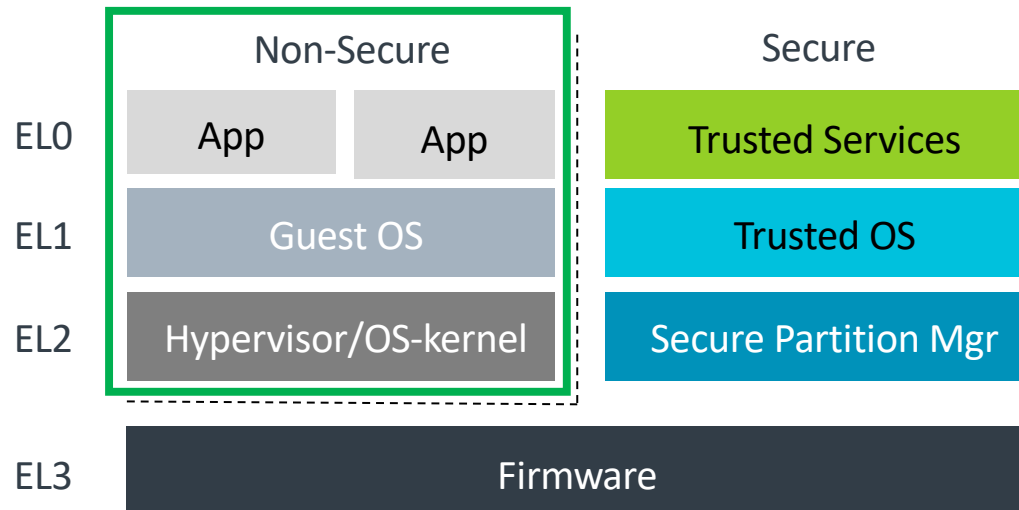 Non-Secure
Secure
EL0
App
App
Trusted Services
EL1
Guest OS
Trusted OS
EL2
Hypervisor/OS-kernel
Secure Partition Mgr
EL3
Firmware